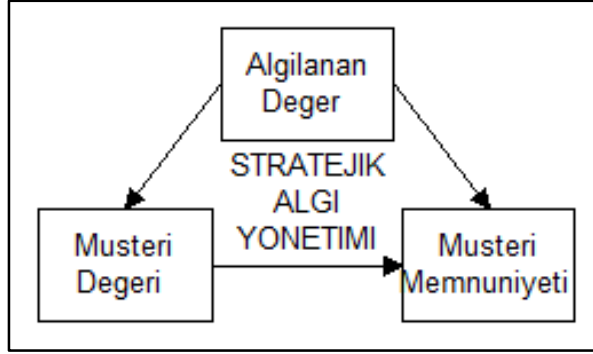 Algilanan
Deger
STRATEJIK
ALGI
YONETIMI
Musteri
Degeri
Musteri
Memnuniyeti